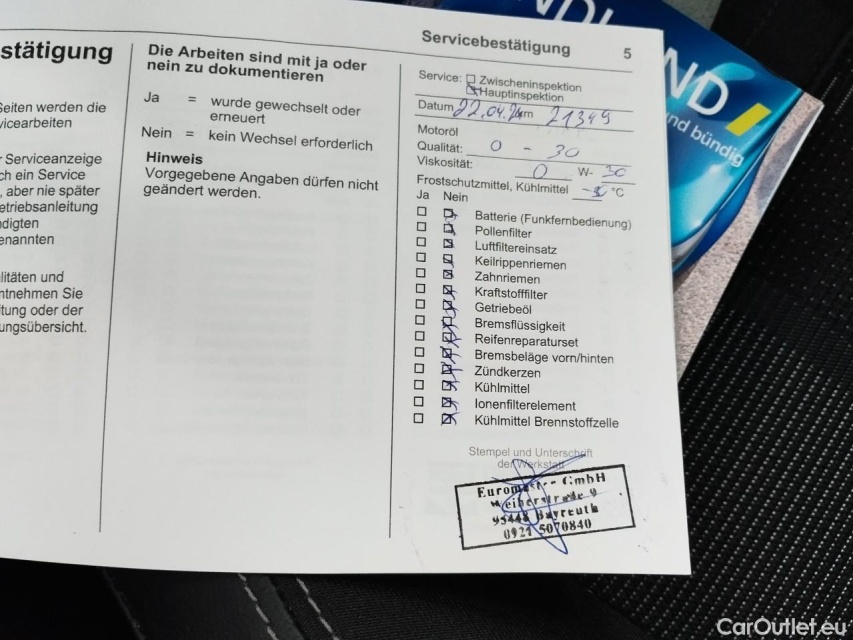 stätigung
Seiten werden die
vicearbeiten
r Serviceanzeige
ch ein Service
, aber nie später
etriebsanleitung
digten
enannten
litäten und
ntnehmen Sie
tung oder der
ungsübersicht.
Die Arbeiten sind mit ja oder
nein zu dokumentieren
Ja = wurde gewechselt oder
erneuert
Nein = kein Wechsel erforderlich
Hinweis
Vorgegebene Angaben dürfen nicht
geändert werden.
Servicebestätigung 5
Service: Zwischeninspektion
Hauptinspektion
Datum 22.04.24 km 21349
Motoröl
Qualität: 0 - 30
Viskosität: 0 W- 30
Frostschutzmittel, Kühlmittel °C
Ja Nein
Batterie (Funkfernbedienung)
Pollenfilter
Luftfiltereinsatz
Keilrippenriemen
Zahnriemen
Kraftstofffilter
Getriebeöl
Bremsflüssigkeit
Reifenreparaturset
Bremsbeläge vorn/hinten
Zündkerzen
Kühlmittel
Ionenfilterelement
Kühlmittel Brennstoffzelle
Stempel und Unterschrift
der Werkstatt
GmbH
9
95448 Bayreuth
0921 5070840
ND
nd bündig
CarOutlet.eu